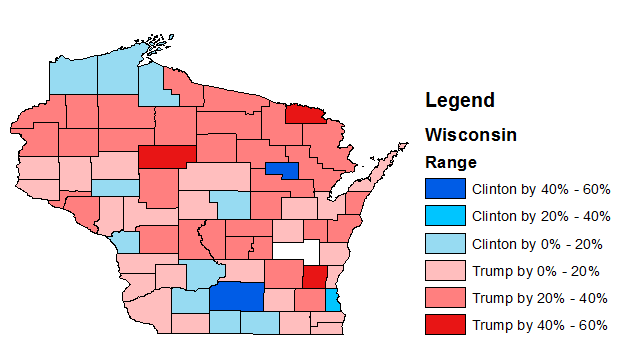 Legend
Wisconsin
Range
Clinton by 40% - 60%
Clinton by 20% - 40%
Clinton by 0% - 20%
Trump by 0% - 20%
Trump by 20% - 40%
Trump by 40% - 60%